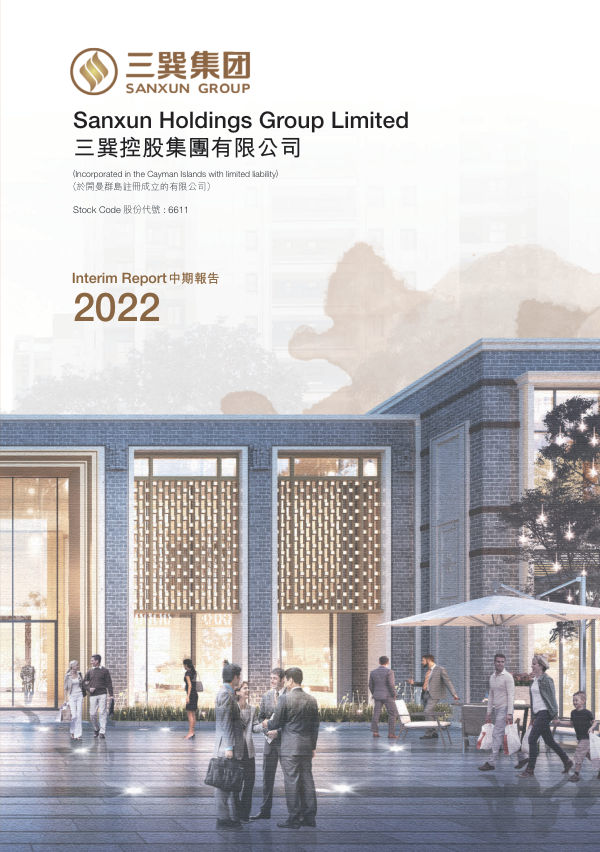 三巽集团
SANXUN GROUP
Sanxun Holdings Group Limited
三巽控股集團有限公司
(Incorporated in the Cayman Islands with limited liability)
(於開曼群島註冊成立的有限公司)
Stock Code 股份代號 : 6611
Interim Report 中期報告
2022